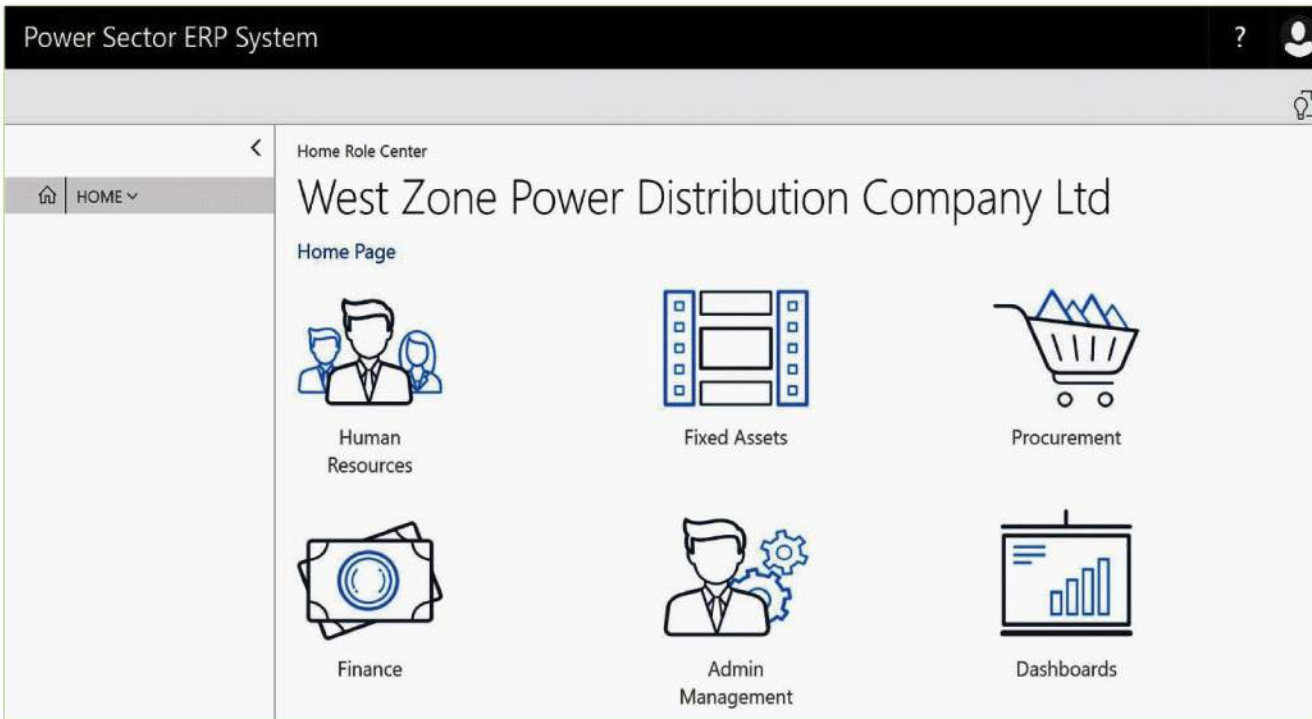 Power Sector ERP System
?
HOME
Home Role Center
West Zone Power Distribution Company Ltd
Home Page
Human
Resources
Fixed Assets
Procurement
Finance
Admin
Management
Dashboards